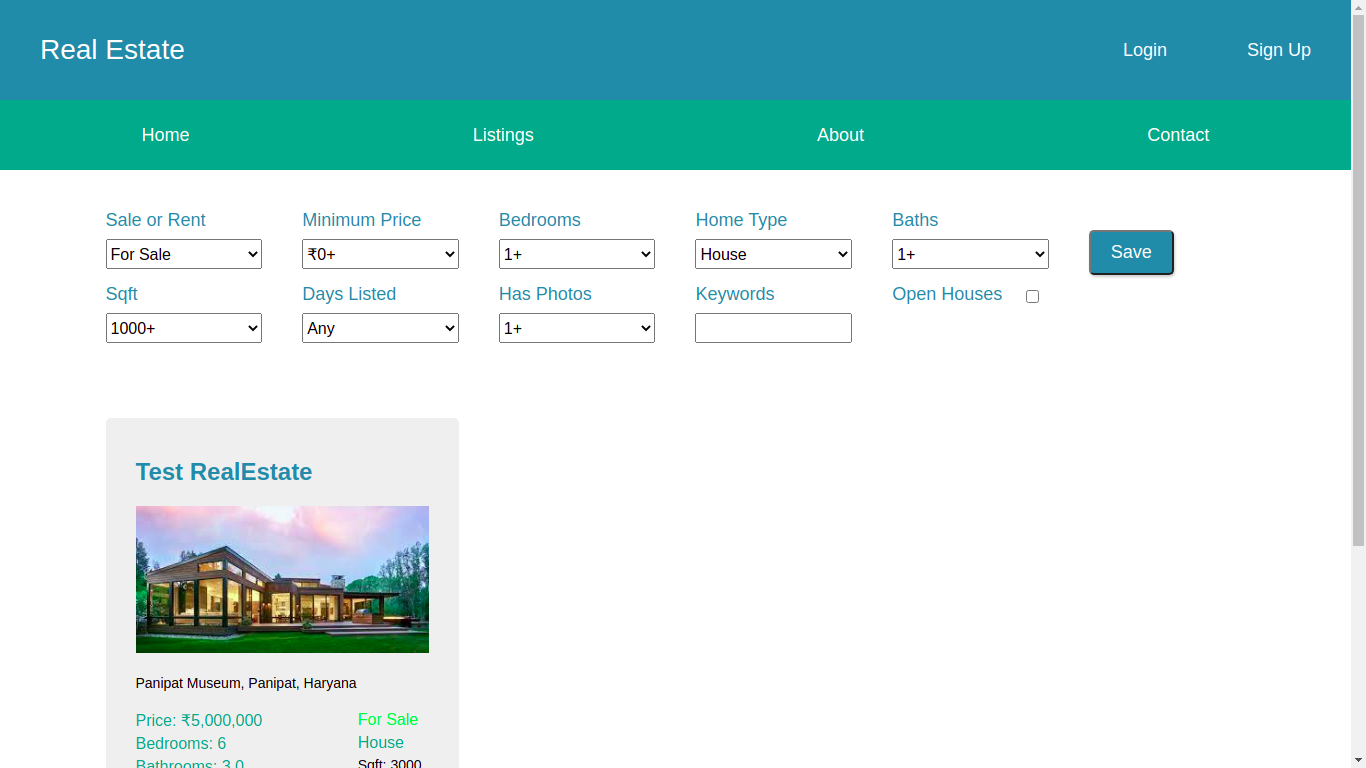 Real Estate
Login
Sign Up
Home
Listings
About
Contact
Sale or Rent
Minimum Price
Bedrooms
Home Type
Baths
For Sale
₹0+
1+
House
1+
Save
Sqft
Days Listed
Has Photos
Keywords
Open Houses
1000+
Any
1+
Test RealEstate
Panipat Museum, Panipat, Haryana
Price: ₹5,000,000
For Sale
Bedrooms: 6
House
Bathrooms: 3.0
Sqft: 3000